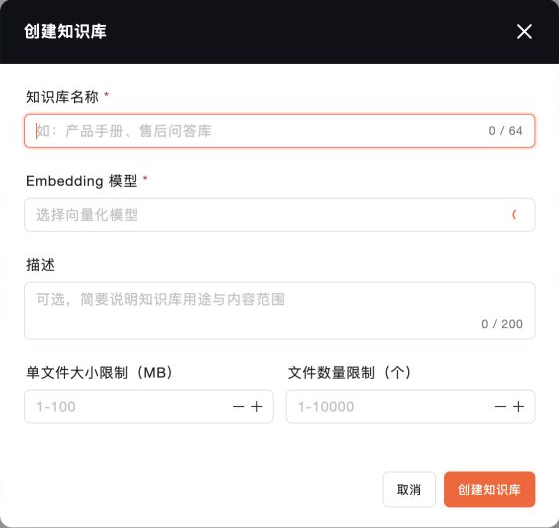 创建知识库
知识库名称 *
如：产品手册、售后问答库
0 / 64
Embedding 模型 *
选择向量化模型
描述
可选，简要说明知识库用途与内容范围
0 / 200
单文件大小限制（MB） 文件数量限制（个）
1-100 1-10000
取消 创建知识库